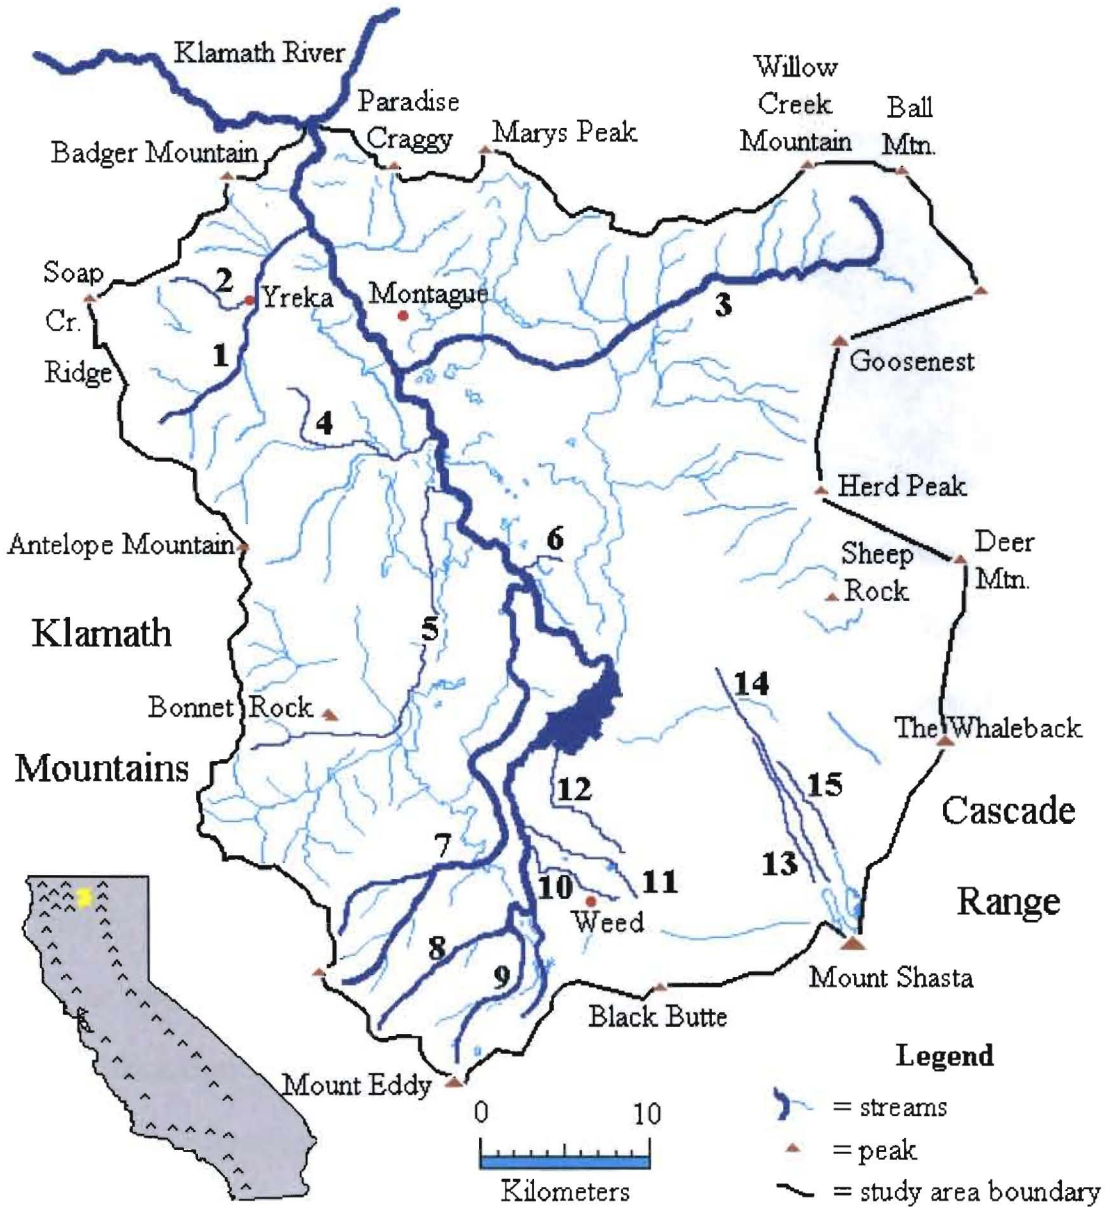 Klamath River
Willow
Creek
Mountain
Ball
Mtn.
Paradise
Craggy
Marys Peak
Badger Mountain
Soap
Cr.
Ridge
2
Yreka
Montague
3
1
Goosenest
4
Herd Peak
Antelope Mountain
6
Sheep
Rock
Deer
Mtn.
Klamath
5
Bonnet Rock
14
The Whaleback
Mountains
12
15
Cascade
7
13
10
11
Range
Weed
8
9
Mount Shasta
Black Butte
Mount Eddy
Legend
0 10
Kilometers
= streams
= peak
= study area boundary